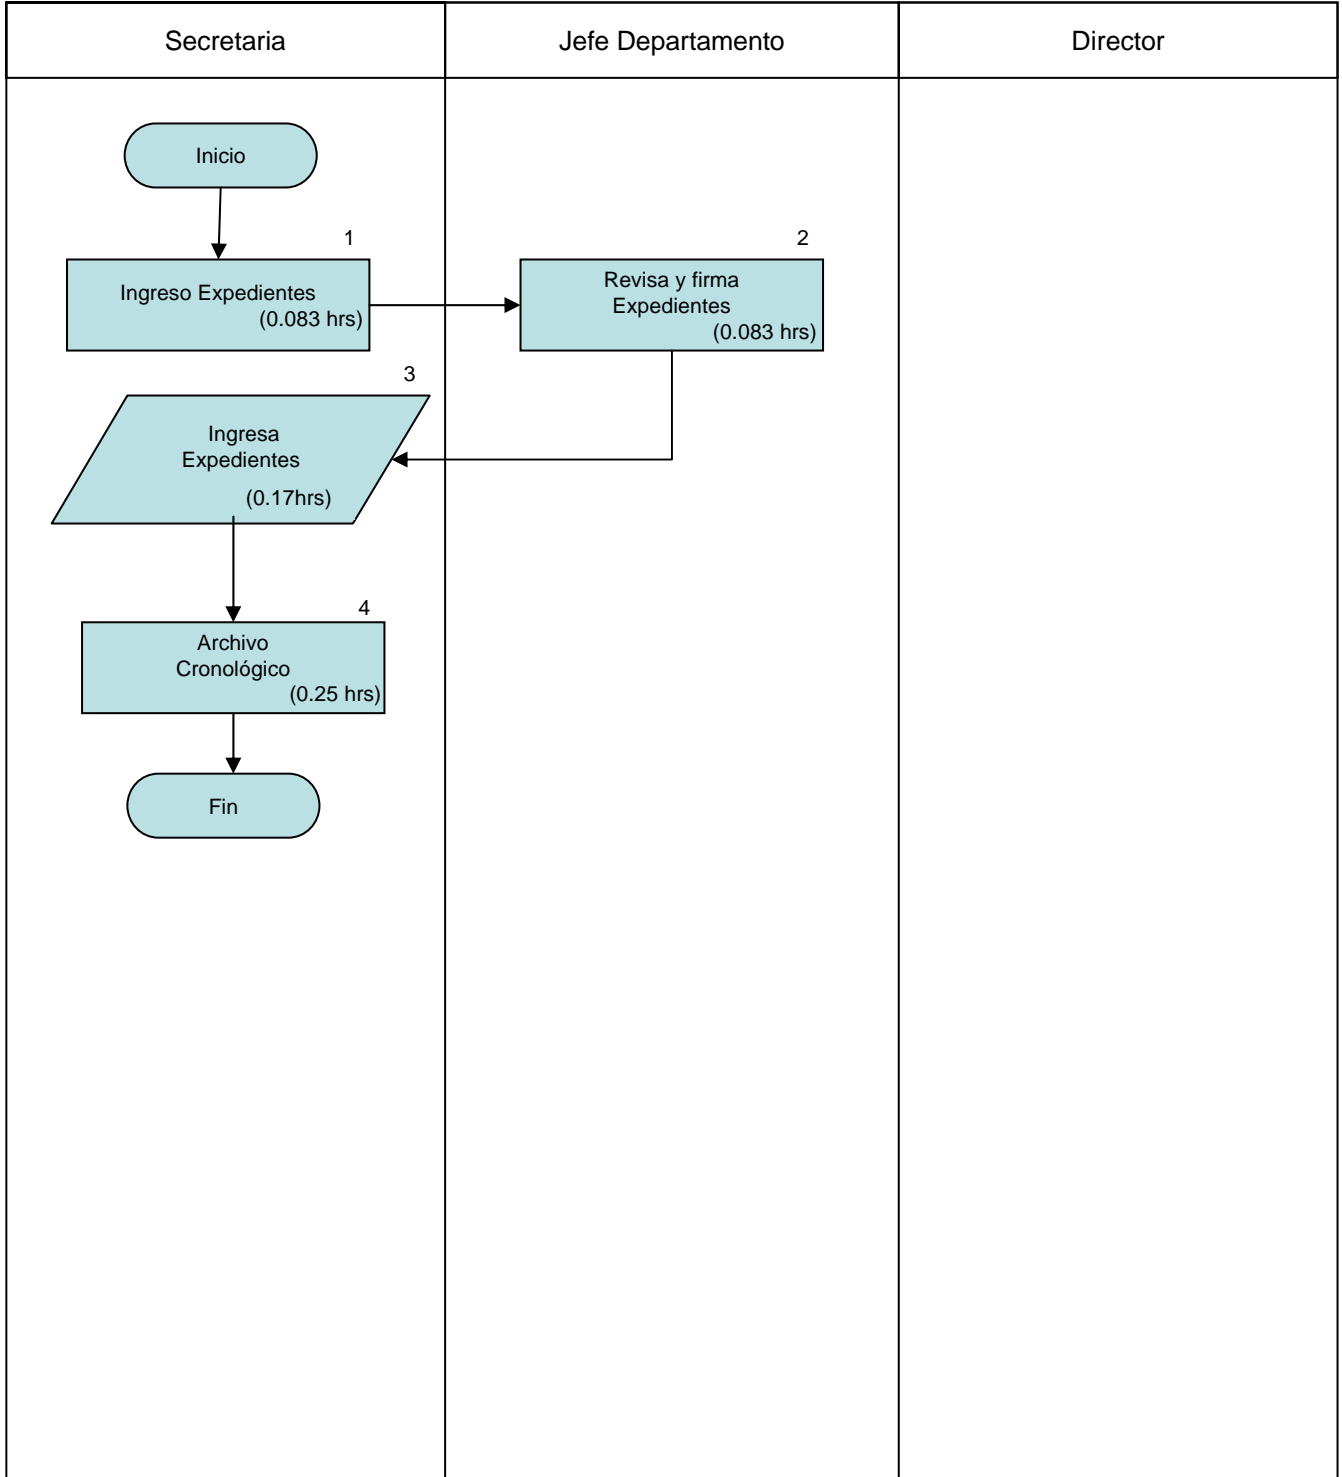 Secretaria
Jefe Departamento
Director
Inicio
1
Ingreso Expedientes
(0.083 hrs)
2
Revisa y firma
Expedientes
(0.083 hrs)
3
Ingresa
Expedientes
(0.17hrs)
4
Archivo
Cronológico
(0.25 hrs)
Fin